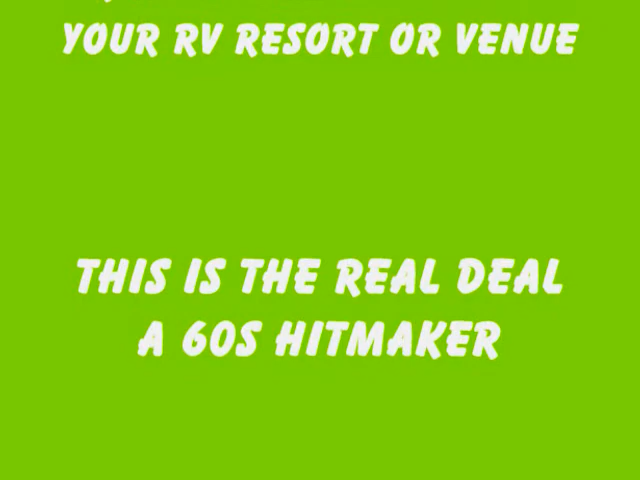 YOUR RV RESORT OR VENUE
THIS IS THE REAL DEAL
A 60S HITMAKER